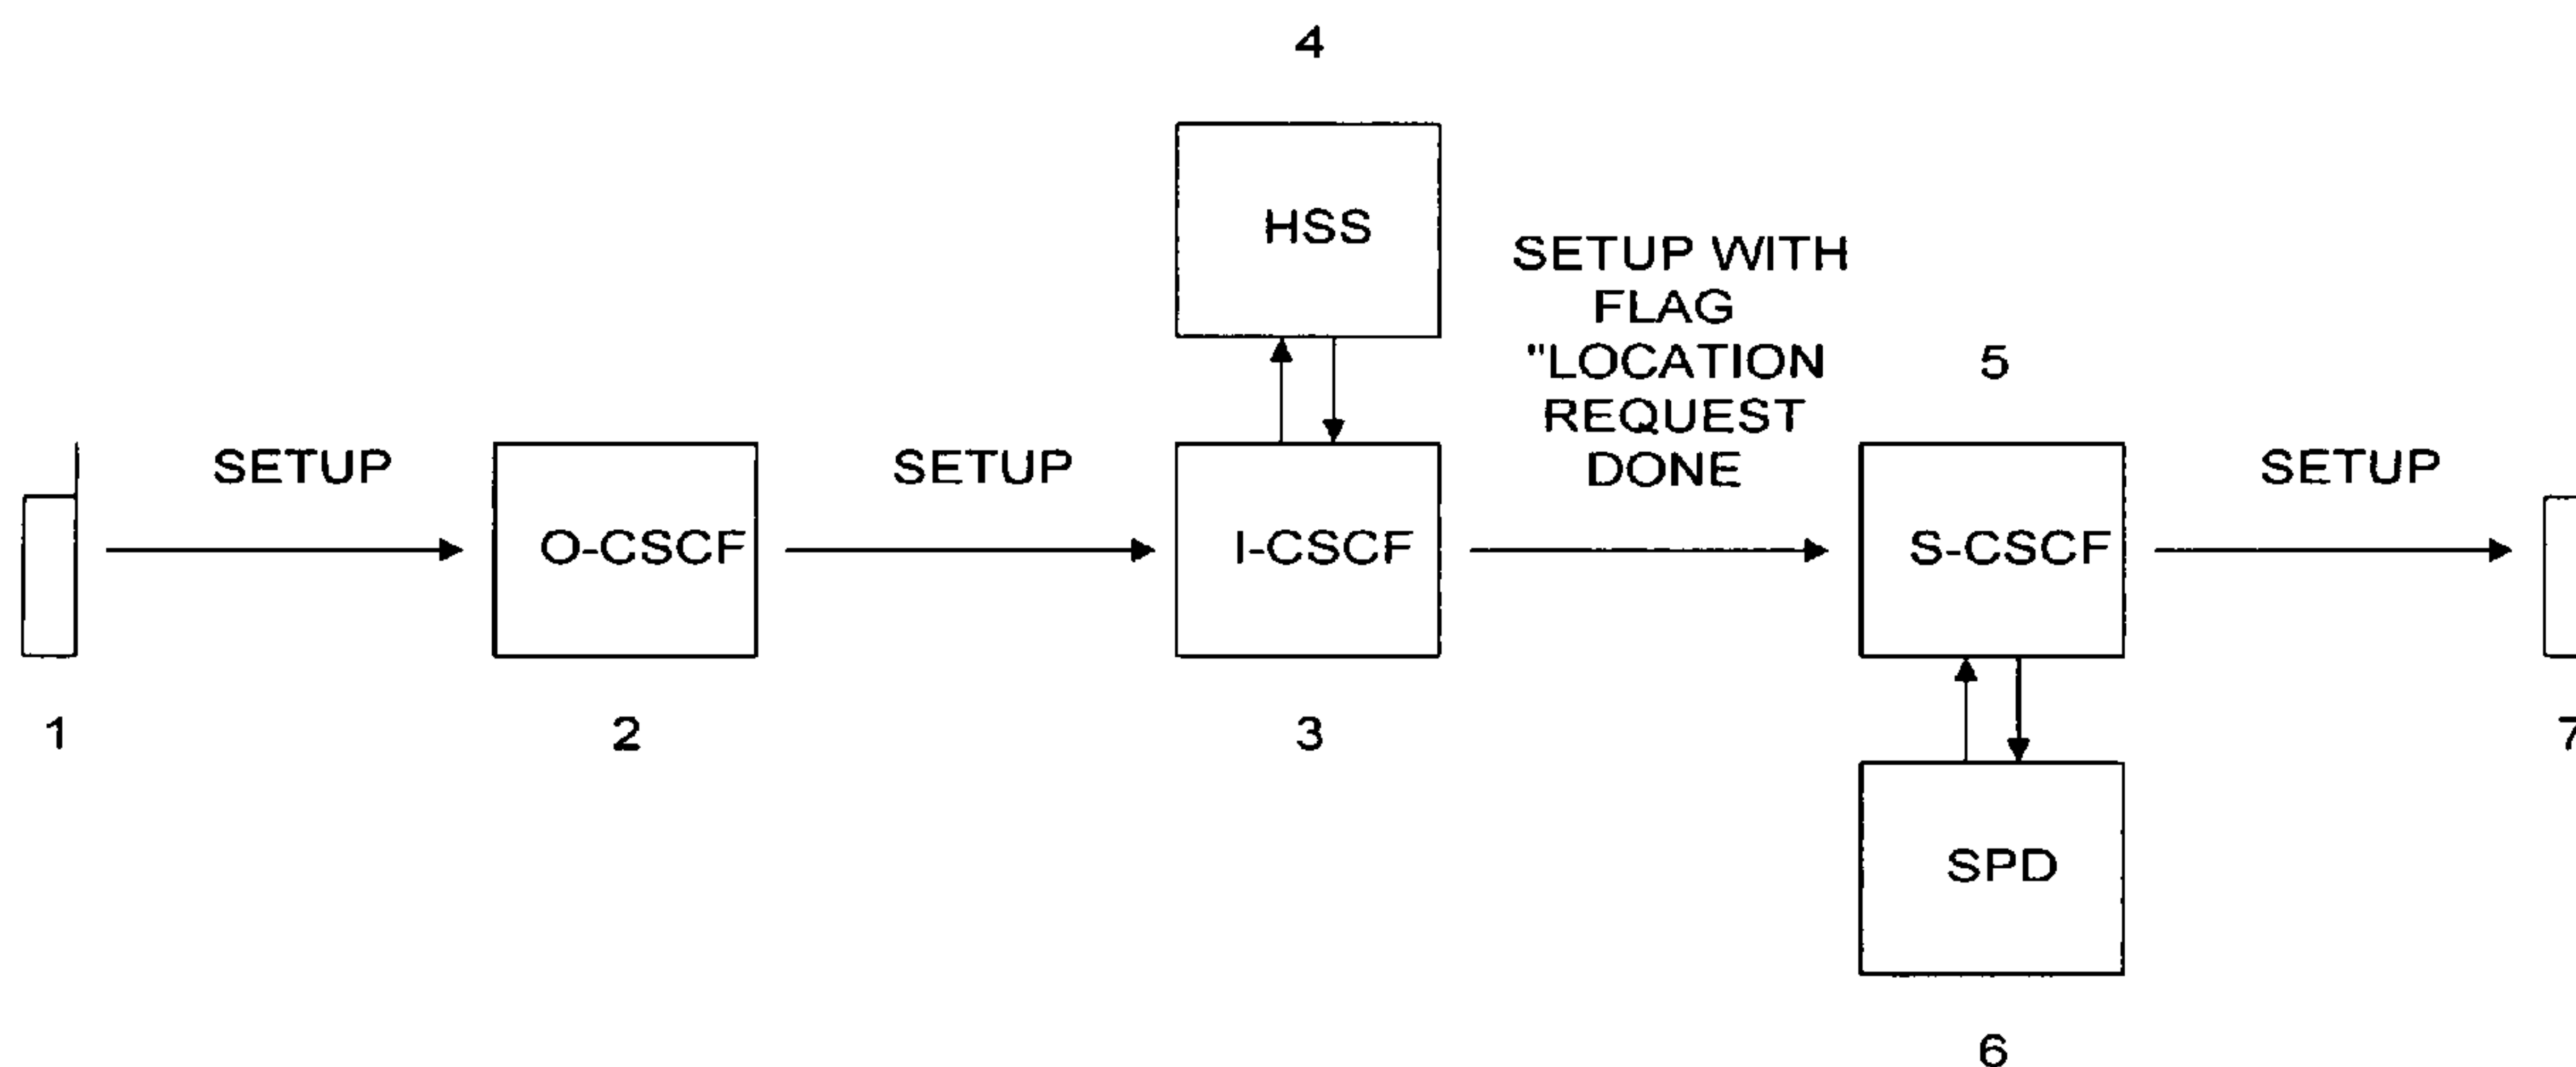 4
HSS
SETUP WITH
FLAG
"LOCATION
REQUEST
DONE
5
SETUP
SETUP
SETUP
O-CSCF
I-CSCF
S-CSCF
1
2
3
7
SPD
6